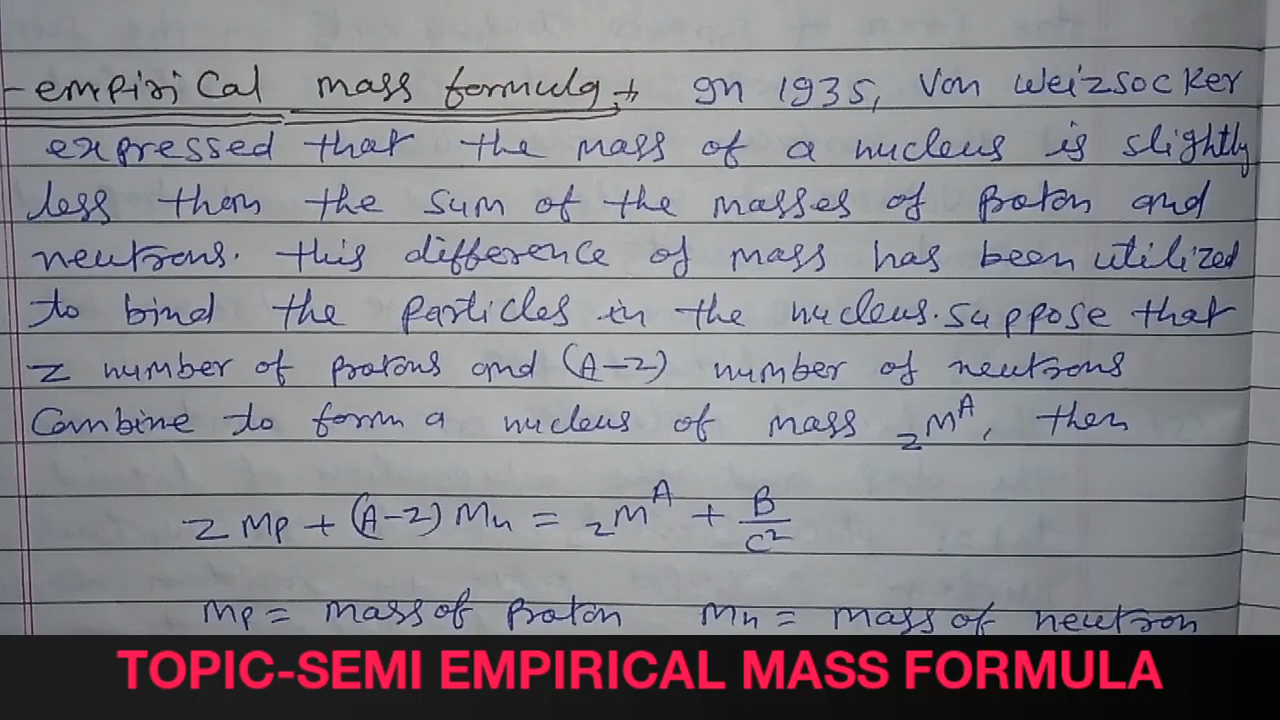 -empirical mass formula→ In 1935, Von Weizsocker
expressed that the mass of a nucleus is slightly
less then the sum of the masses of Proton and
neutrons. this difference of mass has been utilized
to bind the particles in the nucleus. Suppose that
Z number of protons and (A-Z) number of neutrons
Combine to form a nucleus of mass ₂Mᴬ, then
Z Mp + (A-Z) Mn = ₂Mᴬ + B/C²
Mp = mass of Proton Mn = mass of neutron
TOPIC-SEMI EMPIRICAL MASS FORMULA